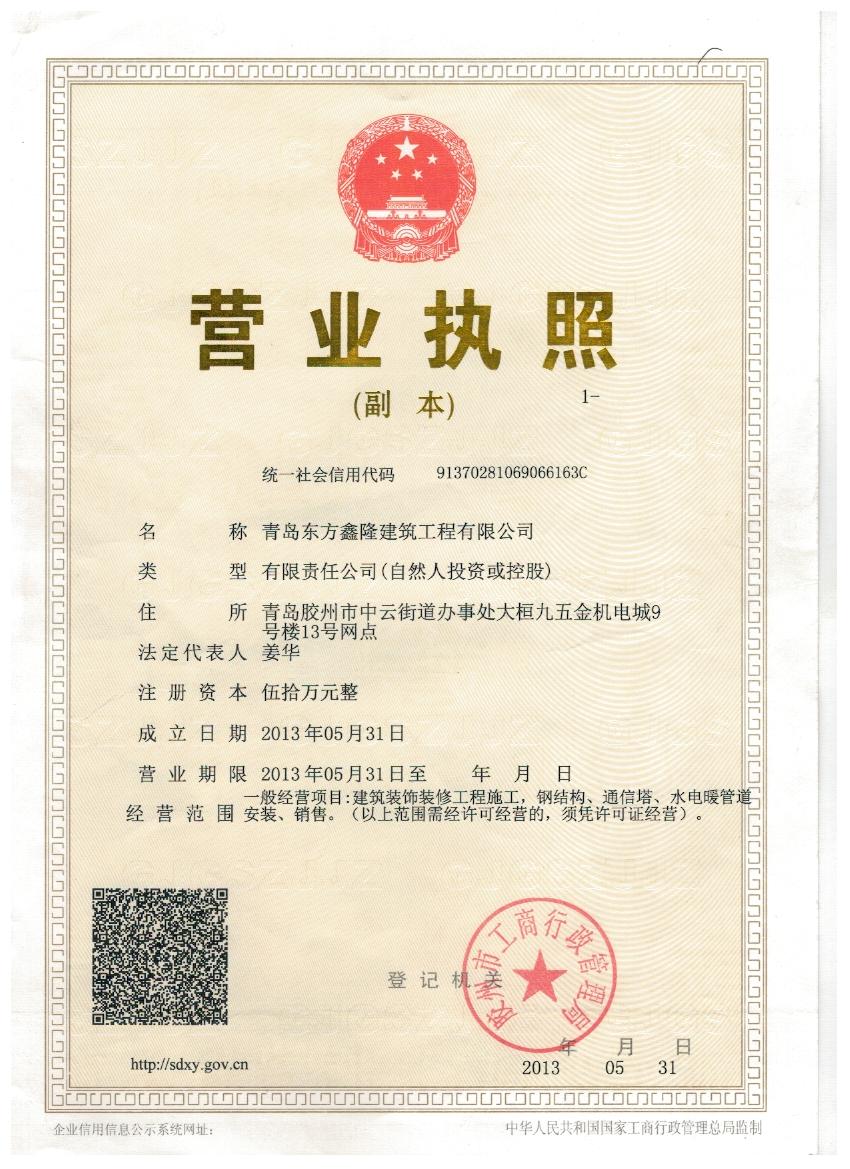 营业执照
(副 本)
1-
统一社会信用代码 91370281069066163C
名 称 青岛东方鑫隆建筑工程有限公司
类 型 有限责任公司(自然人投资或控股)
住 所 青岛胶州市中云街道办事处大桓九五金机电城9
号楼13号网点
法定代表人 姜华
注册资本 伍拾万元整
成立日期 2013年05月31日
营业期限 2013年05月31日至 年 月 日
经营范围 一般经营项目:建筑装饰装修工程施工，钢结构、通信塔、水电暖管道
安装、销售。（以上范围需经许可经营的，须凭许可证经营）。
胶州市工商行政管理局
登记机关
年 月 日
2013 05 31
http://sdxy.gov.cn
企业信用信息公示系统网址:
中华人民共和国国家工商行政管理总局监制